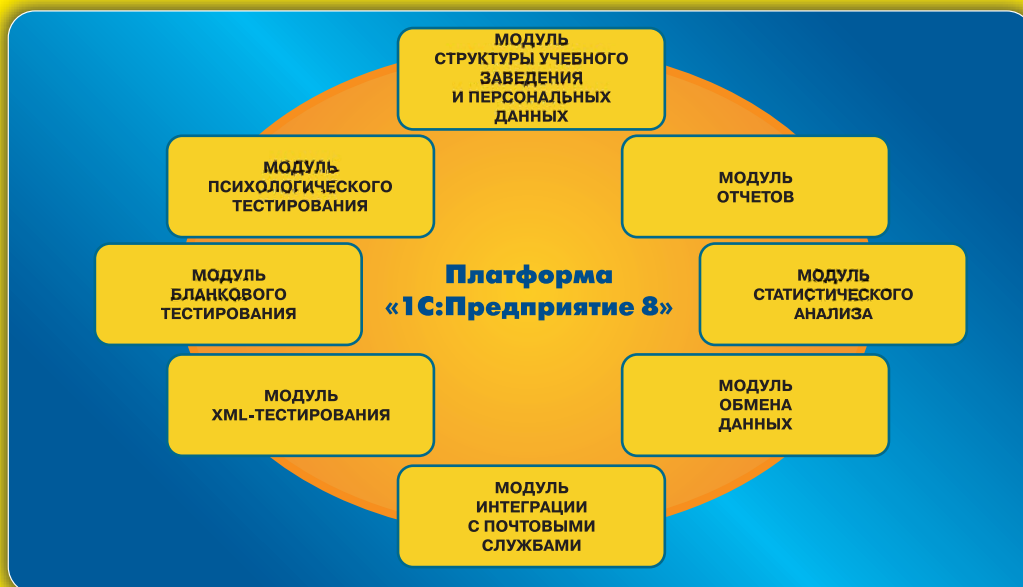 МОДУЛЬ
СТРУКТУРЫ УЧЕБНОГО
ЗАВЕДЕНИЯ
И ПЕРСОНАЛЬНЫХ
ДАННЫХ
МОДУЛЬ
ПСИХОЛОГИЧЕСКОГО
ТЕСТИРОВАНИЯ
МОДУЛЬ
ОТЧЕТОВ
МОДУЛЬ
БЛАНКОВОГО
ТЕСТИРОВАНИЯ
Платформа
«1С:Предприятие 8»
МОДУЛЬ
СТАТИСТИЧЕСКОГО
АНАЛИЗА
МОДУЛЬ
XML-ТЕСТИРОВАНИЯ
МОДУЛЬ
ОБМЕНА
ДАННЫХ
МОДУЛЬ
ИНТЕГРАЦИИ
С ПОЧТОВЫМИ
СЛУЖБАМИ